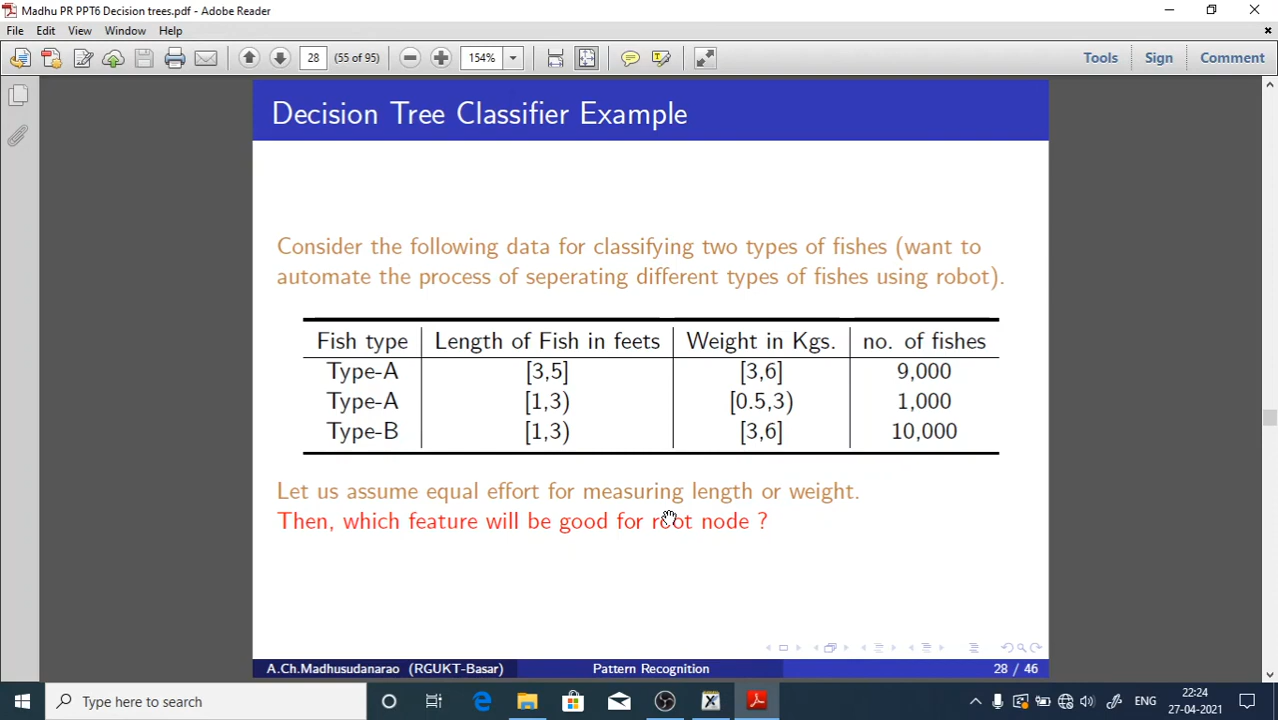 Madhu PR PPT6 Decision trees.pdf - Adobe Reader
File Edit View Window Help
28 (55 of 95) 154% Tools Sign Comment
Decision Tree Classifier Example
Consider the following data for classifying two types of fishes (want to
automate the process of seperating different types of fishes using robot).
Fish type Length of Fish in feets Weight in Kgs. no. of fishes
Type-A [3,5] [3,6] 9,000
Type-A [1,3) [0.5,3) 1,000
Type-B [1,3) [3,6] 10,000
Let us assume equal effort for measuring length or weight.
Then, which feature will be good for root node ?
A.Ch.Madhusudanarao (RGUKT-Basar) Pattern Recognition 28 / 46
Type here to search ENG 22:24
27-04-2021